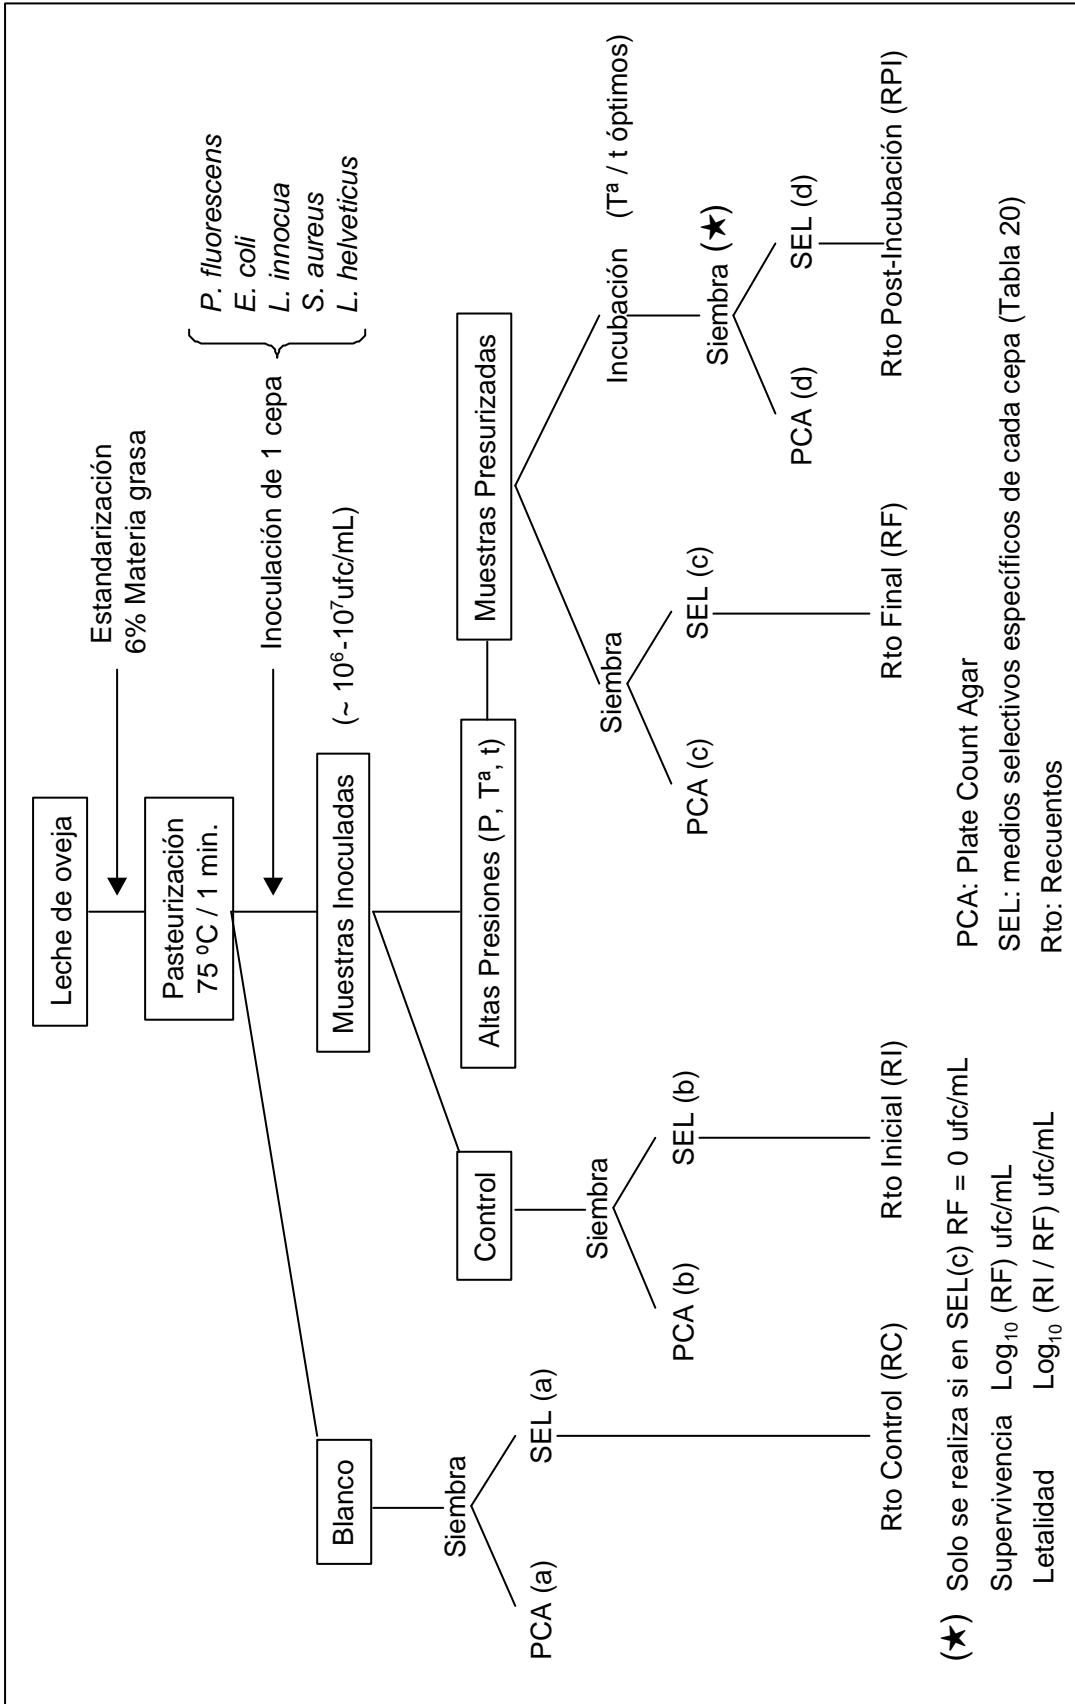 Leche de oveja
Estandarización
6% Materia grasa
Pasteurización
75 ºC / 1 min.
Inoculación de 1 cepa
P. fluorescens
E. coli
L. innocua
S. aureus
L. helveticus
Blanco
Muestras Inoculadas
(~ 10⁶-10⁷ufc/mL)
Control
Altas Presiones (P, Tª, t)
Muestras Presurizadas
Siembra
PCA (a)
SEL (a)
Siembra
PCA (b)
SEL (b)
Siembra
PCA (c)
SEL (c)
Incubación
(Tª / t óptimos)
Siembra
(★)
PCA (d)
SEL (d)
Rto Control (RC)
Rto Inicial (RI)
Rto Final (RF)
Rto Post-Incubación (RPI)
(★) Solo se realiza si en SEL(c) RF = 0 ufc/mL
Supervivencia Log₁₀ (RF) ufc/mL
Letalidad Log₁₀ (RI / RF) ufc/mL
PCA: Plate Count Agar
SEL: medios selectivos específicos de cada cepa (Tabla 20)
Rto: Recuentos